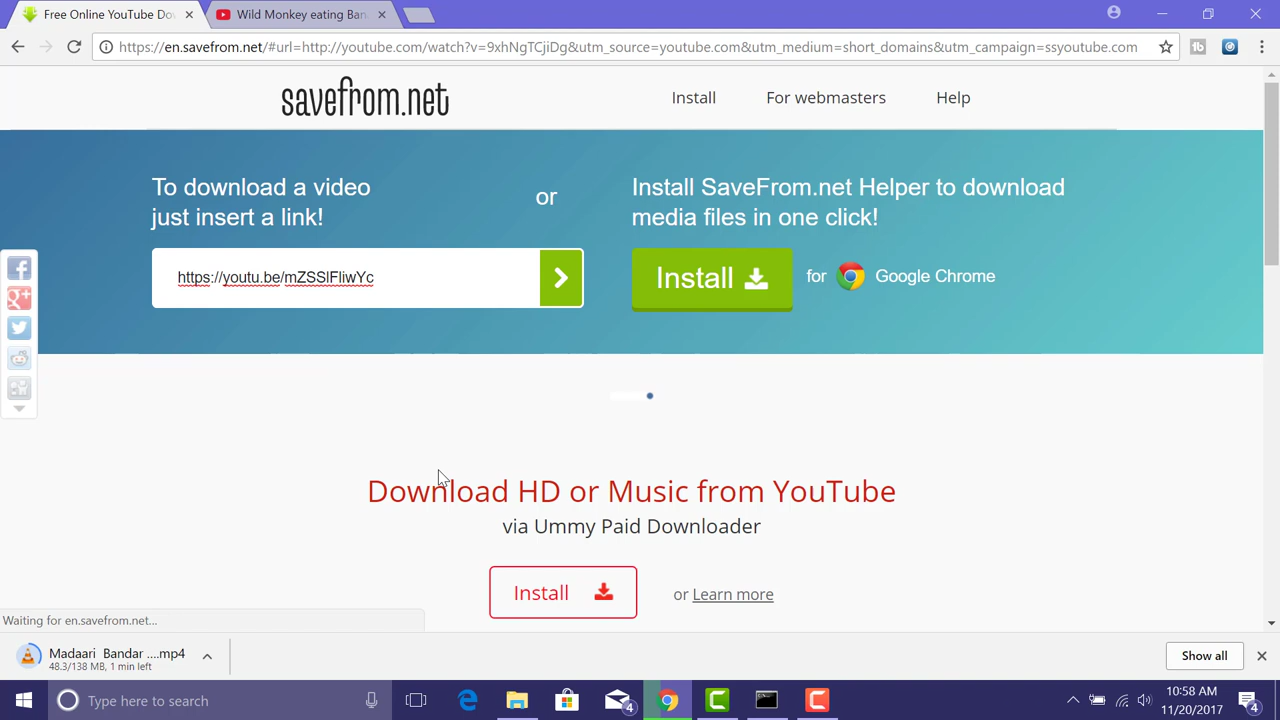 Free Online YouTube Dov
Wild Monkey eating Ban
https://en.savefrom.net/#url=http://youtube.com/watch?v=9xhNgTCjiDg&utm_source=youtube.com&utm_medium=short_domains&utm_campaign=ssyoutube.com
savefrom.net
Install
For webmasters
Help
To download a video
just insert a link!
or
Install SaveFrom.net Helper to download
media files in one click!
https://youtu.be/mZSSlFliwYc
Install
for
Google Chrome
Download HD or Music from YouTube
via Ummy Paid Downloader
Install
or Learn more
Waiting for en.savefrom.net...
Madaari Bandar ....mp4
48.3/138 MB, 1 min left
Show all
Type here to search
4
10:58 AM
11/20/2017
4